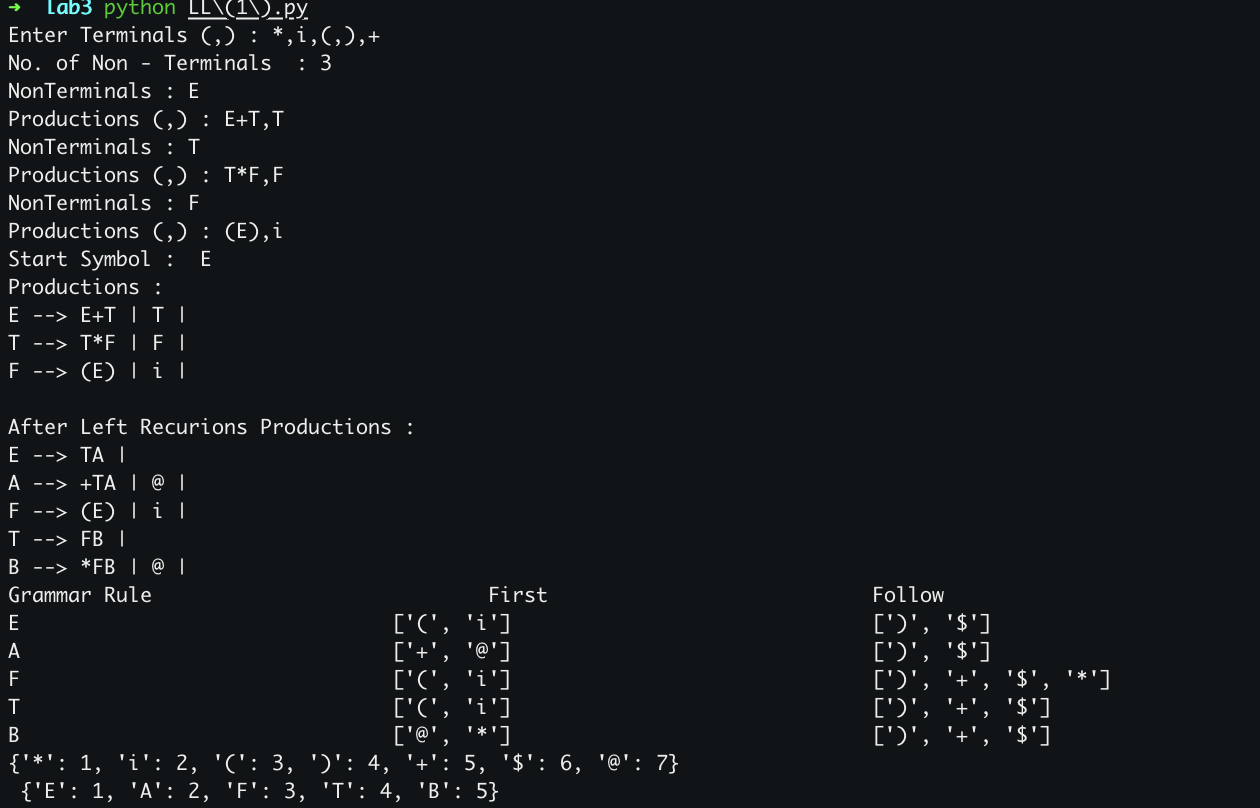 → lab3 python LL\(1\).py
Enter Terminals (,) : *,i,(,),+
No. of Non - Terminals  : 3
NonTerminals : E
Productions (,) : E+T,T
NonTerminals : T
Productions (,) : T*F,F
NonTerminals : F
Productions (,) : (E),i
Start Symbol :  E
Productions :
E --> E+T | T |
T --> T*F | F |
F --> (E) | i |
After Left Recurions Productions :
E --> TA |
A --> +TA | @ |
F --> (E) | i |
T --> FB |
B --> *FB | @ |
Grammar Rule First Follow
E ['(', 'i'] [')', '$']
A ['+', '@'] [')', '$']
F ['(', 'i'] [')', '+', '$', '*']
T ['(', 'i'] [')', '+', '$']
B ['@', '*'] [')', '+', '$']
{'*': 1, 'i': 2, '(': 3, ')': 4, '+': 5, '$': 6, '@': 7}
{'E': 1, 'A': 2, 'F': 3, 'T': 4, 'B': 5}